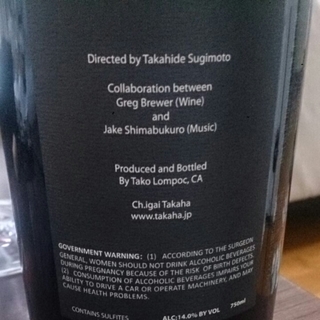 Directed by Takahide Sugimoto
Collaboration between
Greg Brewer (Wine)
and
Jake Shimabukuro (Music)
Produced and Bottled
By Tako Lompoc, CA
Ch.igai Takaha
www.takaha.jp
GOVERNMENT WARNING: (1) ACCORDING TO THE SURGEON
GENERAL, WOMEN SHOULD NOT DRINK ALCOHOLIC BEVERAGES
DURING PREGNANCY BECAUSE OF THE RISK OF BIRTH DEFECTS.
(2) CONSUMPTION OF ALCOHOLIC BEVERAGES IMPAIRS YOUR
ABILITY TO DRIVE A CAR OR OPERATE MACHINERY, AND MAY
CAUSE HEALTH PROBLEMS.
CONTAINS SULFITES ALC:14.0% BY VOL 750ml